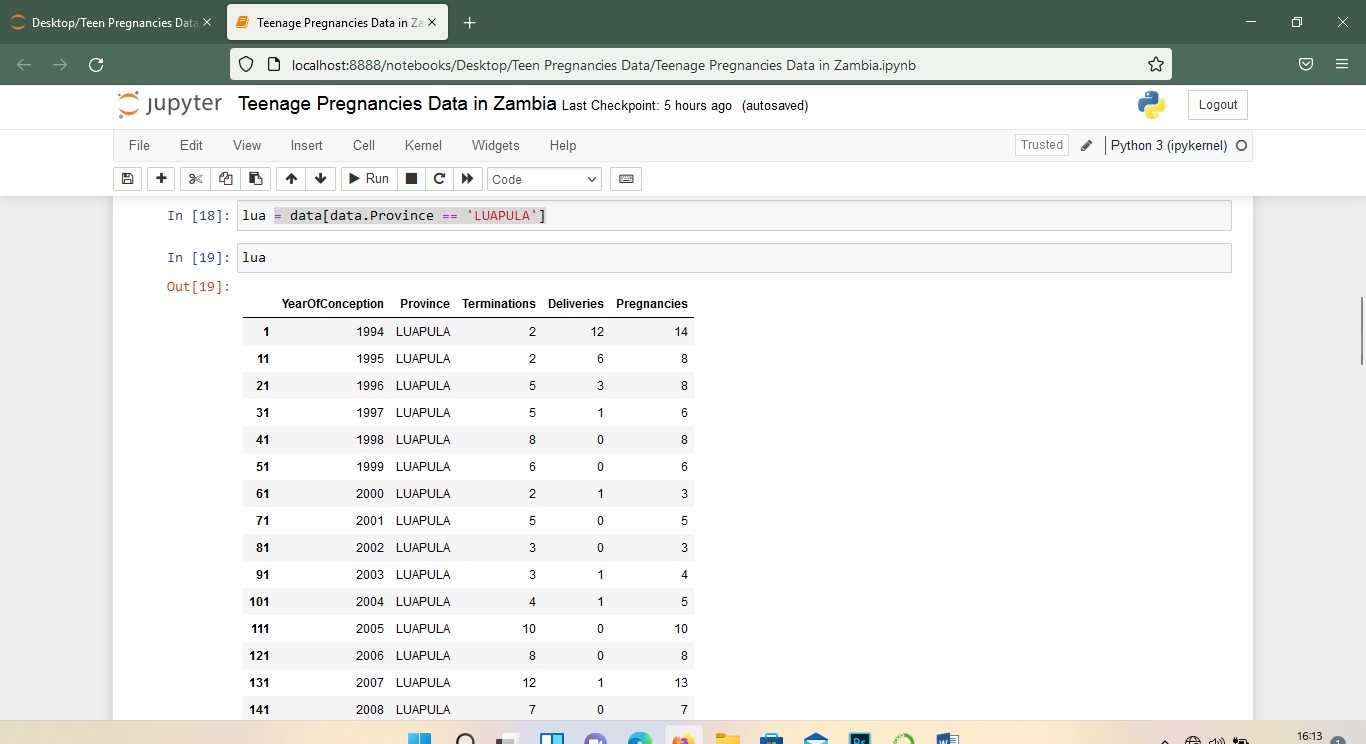 Desktop/Teen Pregnancies Data
Teenage Pregnancies Data in Za
localhost:8888/notebooks/Desktop/Teen Pregnancies Data/Teenage Pregnancies Data in Zambia.ipynb
jupyter Teenage Pregnancies Data in Zambia Last Checkpoint: 5 hours ago (autosaved)
Logout
File Edit View Insert Cell Kernel Widgets Help
Trusted Python 3 (ipykernel)
Run Code
In [18]: lua = data[data.Province == 'LUAPULA']
In [19]: lua
Out[19]:
YearOfConception Province Terminations Deliveries Pregnancies
1 1994 LUAPULA 2 12 14
11 1995 LUAPULA 2 6 8
21 1996 LUAPULA 5 3 8
31 1997 LUAPULA 5 1 6
41 1998 LUAPULA 8 0 8
51 1999 LUAPULA 6 0 6
61 2000 LUAPULA 2 1 3
71 2001 LUAPULA 5 0 5
81 2002 LUAPULA 3 0 3
91 2003 LUAPULA 3 1 4
101 2004 LUAPULA 4 1 5
111 2005 LUAPULA 10 0 10
121 2006 LUAPULA 8 0 8
131 2007 LUAPULA 12 1 13
141 2008 LUAPULA 7 0 7
Ps W 16:13